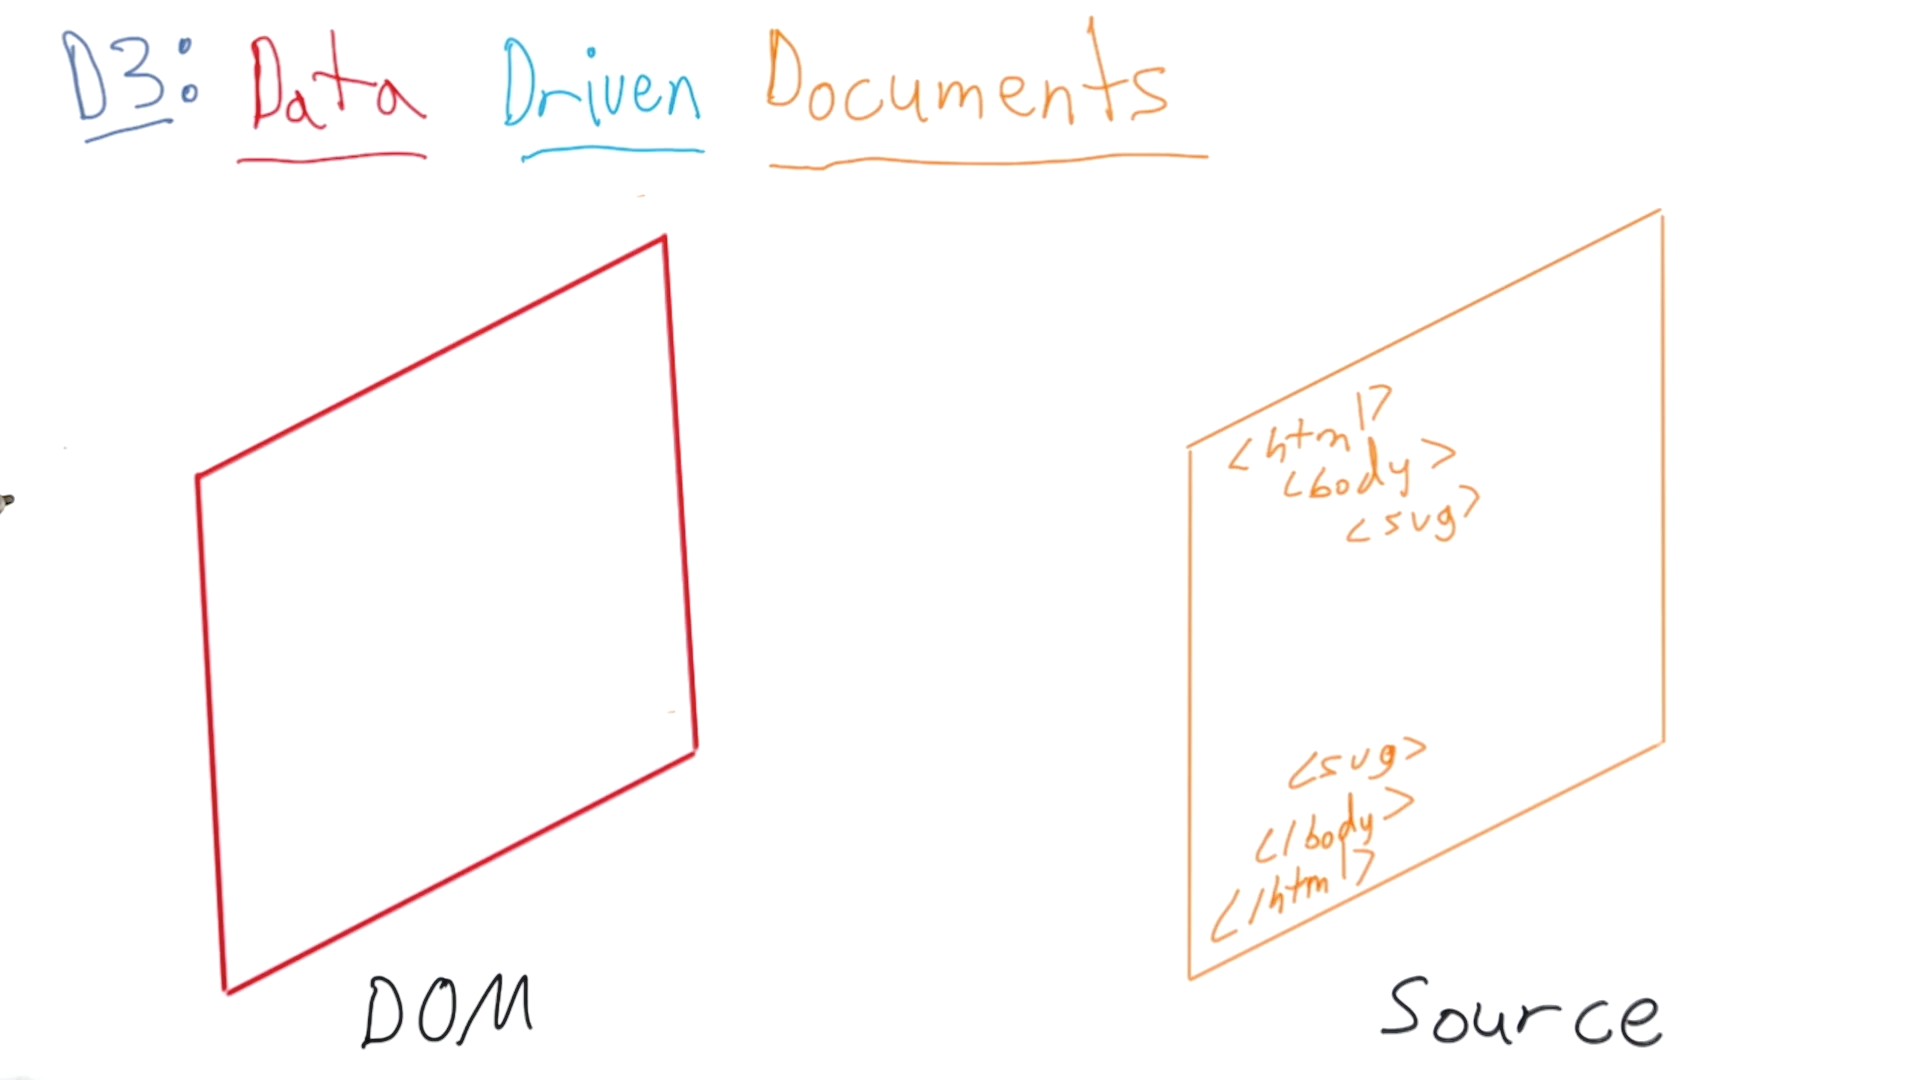 D3: Data Driven Documents
<html>
<body>
<svg>
<svg>
</body>
</html>
DOM
Source